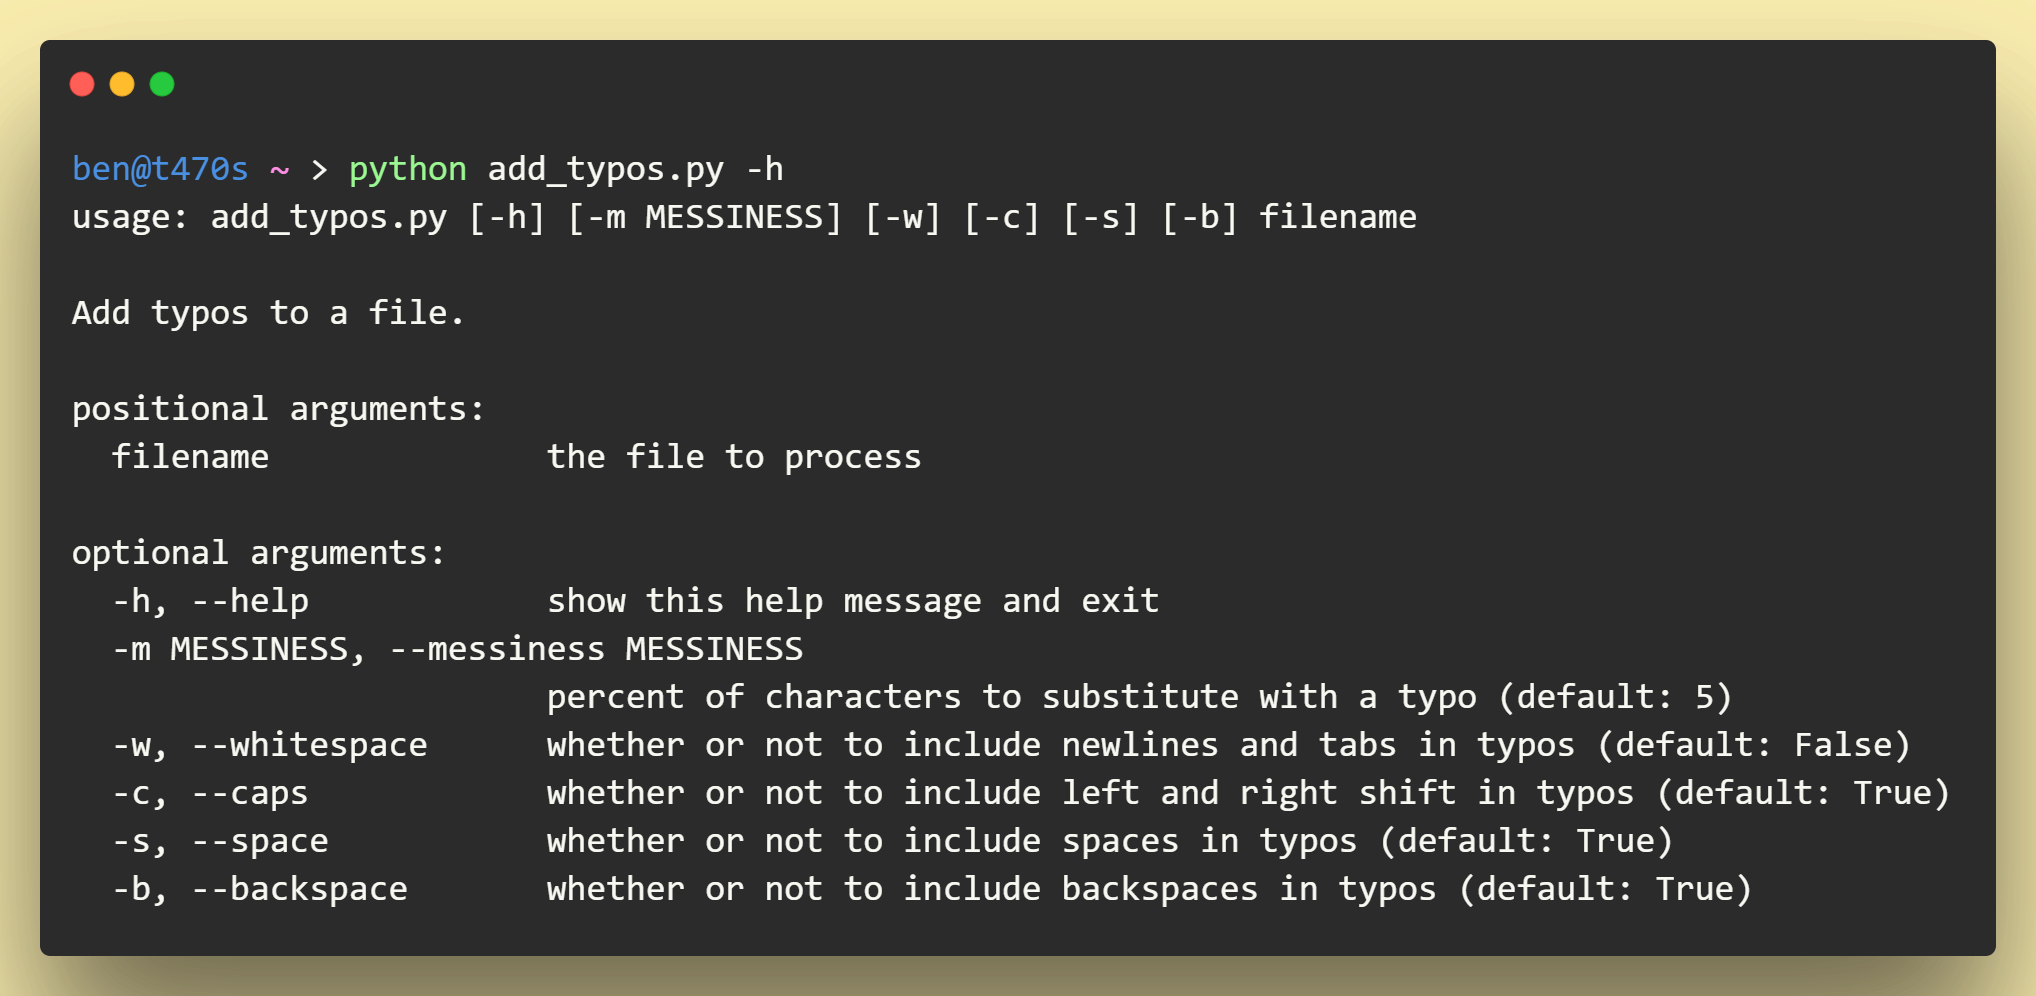 ben@t470s ~ > python add_typos.py -h
usage: add_typos.py [-h] [-m MESSINESS] [-w] [-c] [-s] [-b] filename
Add typos to a file.
positional arguments:
  filename              the file to process
optional arguments:
  -h, --help            show this help message and exit
  -m MESSINESS, --messiness MESSINESS
                        percent of characters to substitute with a typo (default: 5)
  -w, --whitespace      whether or not to include newlines and tabs in typos (default: False)
  -c, --caps            whether or not to include left and right shift in typos (default: True)
  -s, --space           whether or not to include spaces in typos (default: True)
  -b, --backspace       whether or not to include backspaces in typos (default: True)